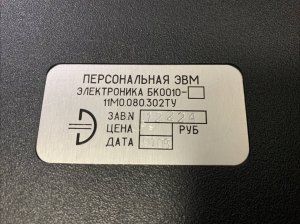 ПЕРСОНАЛЬНАЯ ЭВМ
ЭЛЕКТРОНИКА БК0010-
11М0.080.302ТУ
ЗАВ.N
ЦЕНА РУБ
ДАТА